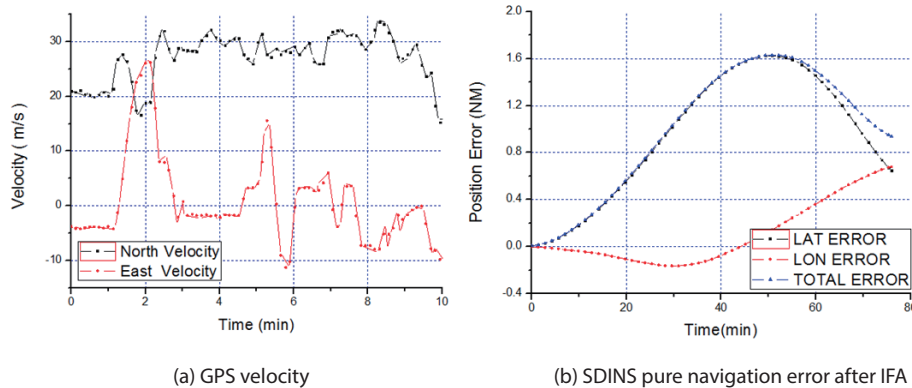 30
20
10
0
-10
Velocity ( m/s)
North Velocity
East Velocity
0
2
4
6
8
10
Time (min)
(a) GPS velocity
1.6
1.2
0.8
0.4
0.0
-0.4
Position Error (NM)
LAT ERROR
LON ERROR
TOTAL ERROR
0
20
40
60
80
Time(min)
(b) SDINS pure navigation error after IFA